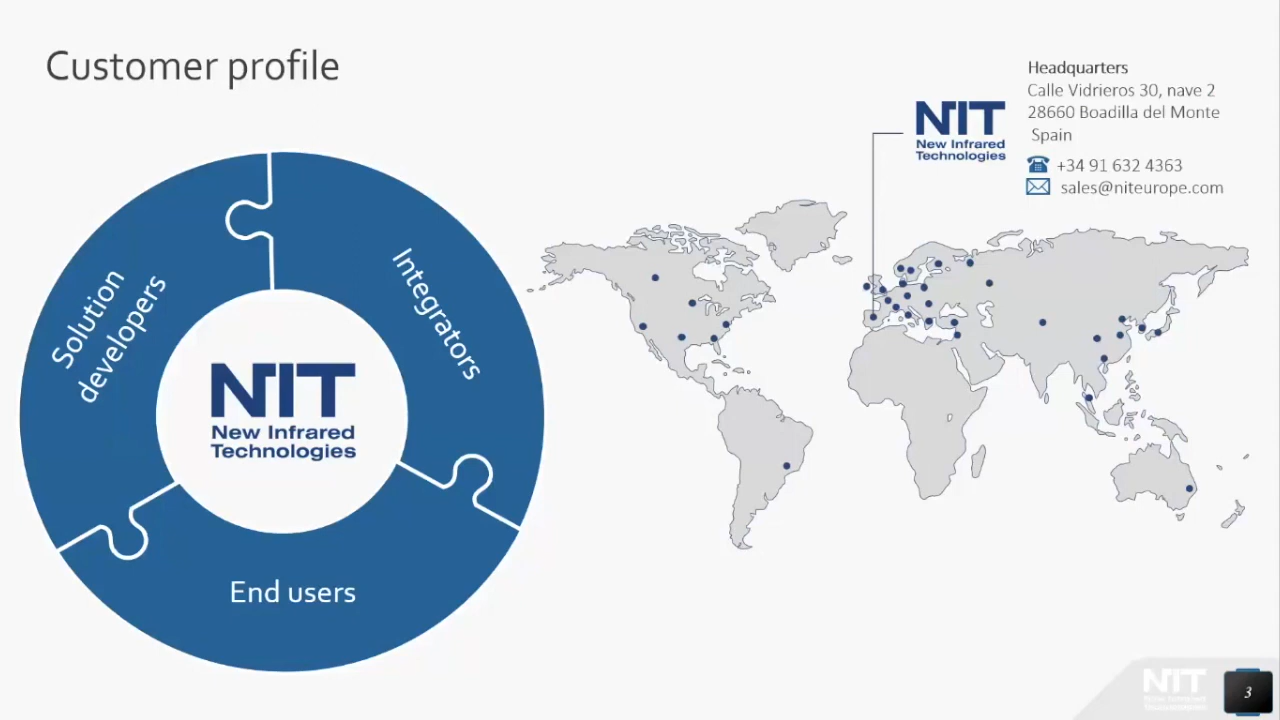 Customer profile
Headquarters
Calle Vidrieros 30, nave 2
28660 Boadilla del Monte
Spain
+34 91 632 4363
sales@niteurope.com
NIT
New Infrared
Technologies
Solution
developers
Integrators
NIT
New Infrared
Technologies
End users
NIT
3